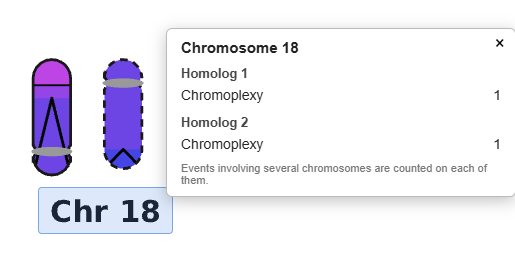 Chromosome 18
×
Homolog 1
Chromoplexy 1
Homolog 2
Chromoplexy 1
Events involving several chromosomes are counted on each of
them.
Chr 18